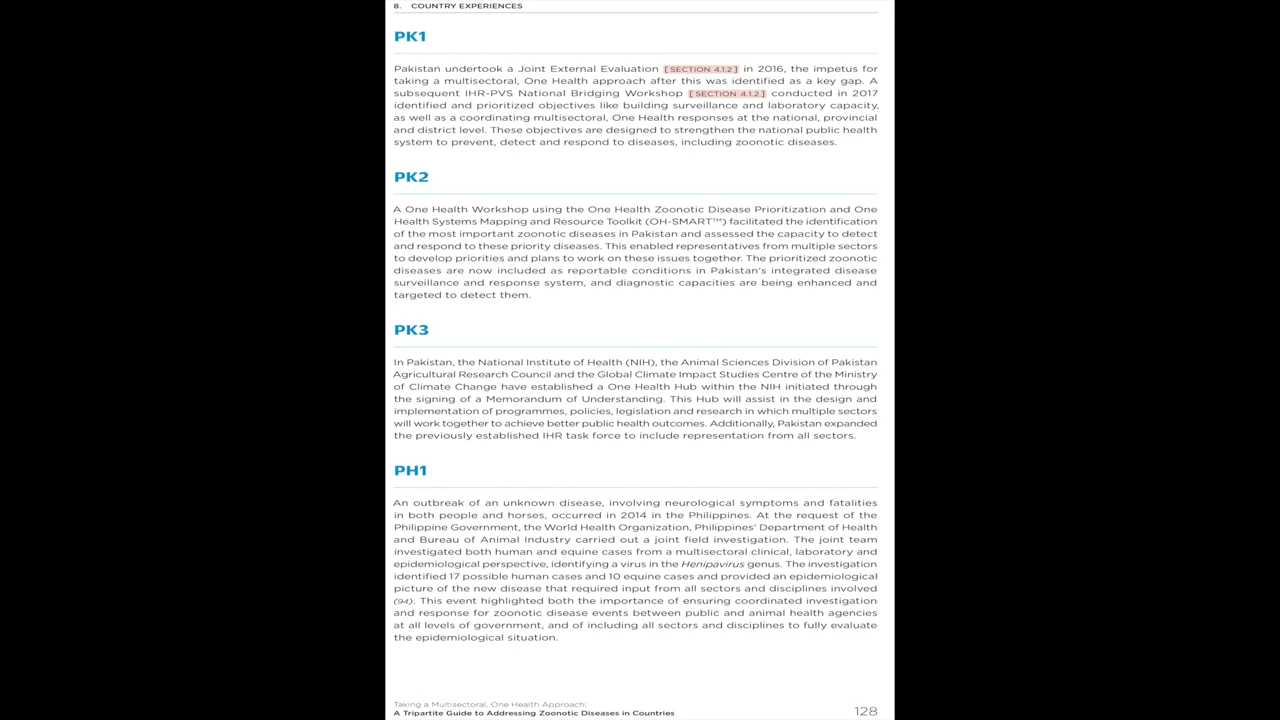 8. COUNTRY EXPERIENCES
PK1
Pakistan undertook a Joint External Evaluation [SECTION 4.1.2] in 2016, the impetus for
taking a multisectoral, One Health approach after this was identified as a key gap. A
subsequent IHR-PVS National Bridging Workshop [SECTION 4.1.2] conducted in 2017
identified and prioritized objectives like building surveillance and laboratory capacity,
as well as a coordinating multisectoral, One Health responses at the national, provincial
and district level. These objectives are designed to strengthen the national public health
system to prevent, detect and respond to diseases, including zoonotic diseases.
PK2
A One Health Workshop using the One Health Zoonotic Disease Prioritization and One
Health Systems Mapping and Resource Toolkit (OH-SMART™) facilitated the identification
of the most important zoonotic diseases in Pakistan and assessed the capacity to detect
and respond to these priority diseases. This enabled representatives from multiple sectors
to develop priorities and plans to work on these issues together. The prioritized zoonotic
diseases are now included as reportable conditions in Pakistan's integrated disease
surveillance and response system, and diagnostic capacities are being enhanced and
targeted to detect them.
PK3
In Pakistan, the National Institute of Health (NIH), the Animal Sciences Division of Pakistan
Agricultural Research Council and the Global Climate Impact Studies Centre of the Ministry
of Climate Change have established a One Health Hub within the NIH initiated through
the signing of a Memorandum of Understanding. This Hub will assist in the design and
implementation of programmes, policies, legislation and research in which multiple sectors
will work together to achieve better public health outcomes. Additionally, Pakistan expanded
the previously established IHR task force to include representation from all sectors.
PH1
An outbreak of an unknown disease, involving neurological symptoms and fatalities
in both people and horses, occurred in 2014 in the Philippines. At the request of the
Philippine Government, the World Health Organization, Philippines' Department of Health
and Bureau of Animal Industry carried out a joint field investigation. The joint team
investigated both human and equine cases from a multisectoral clinical, laboratory and
epidemiological perspective, identifying a virus in the Henipavirus genus. The investigation
identified 17 possible human cases and 10 equine cases and provided an epidemiological
picture of the new disease that required input from all sectors and disciplines involved
(94). This event highlighted both the importance of ensuring coordinated investigation
and response for zoonotic disease events between public and animal health agencies
at all levels of government, and of including all sectors and disciplines to fully evaluate
the epidemiological situation.
Taking a Multisectoral, One Health Approach:
A Tripartite Guide to Addressing Zoonotic Diseases in Countries
128